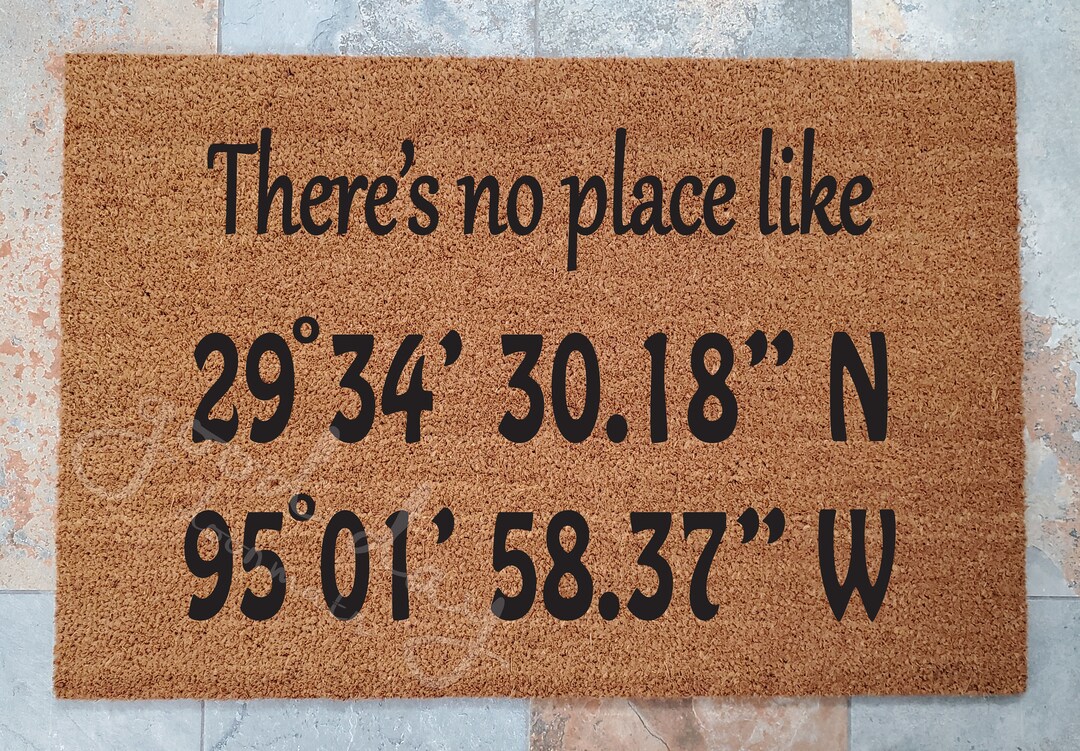 There’s no place like
29°34’ 30.18” N
95°01’ 58.37” W